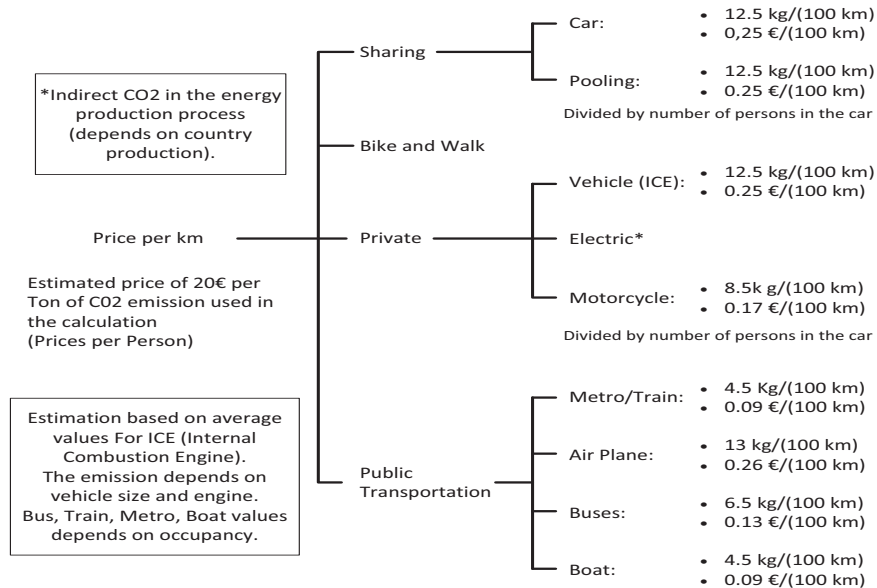 Sharing
Car:
• 12.5 kg/(100 km)
• 0,25 €/(100 km)
Pooling:
• 12.5 kg/(100 km)
• 0.25 €/(100 km)
Divided by number of persons in the car
*Indirect CO2 in the energy
production process
(depends on country
production).
Bike and Walk
Price per km
Private
Vehicle (ICE):
• 12.5 kg/(100 km)
• 0.25 €/(100 km)
Electric*
Motorcycle:
• 8.5k g/(100 km)
• 0.17 €/(100 km)
Divided by number of persons in the car
Estimated price of 20€ per
Ton of C02 emission used in
the calculation
(Prices per Person)
Estimation based on average
values For ICE (Internal
Combustion Engine).
The emission depends on
vehicle size and engine.
Bus, Train, Metro, Boat values
depends on occupancy.
Public
Transportation
Metro/Train:
• 4.5 Kg/(100 km)
• 0.09 €/(100 km)
Air Plane:
• 13 kg/(100 km)
• 0.26 €/(100 km)
Buses:
• 6.5 kg/(100 km)
• 0.13 €/(100 km)
Boat:
• 4.5 kg/(100 km)
• 0.09 €/(100 km)